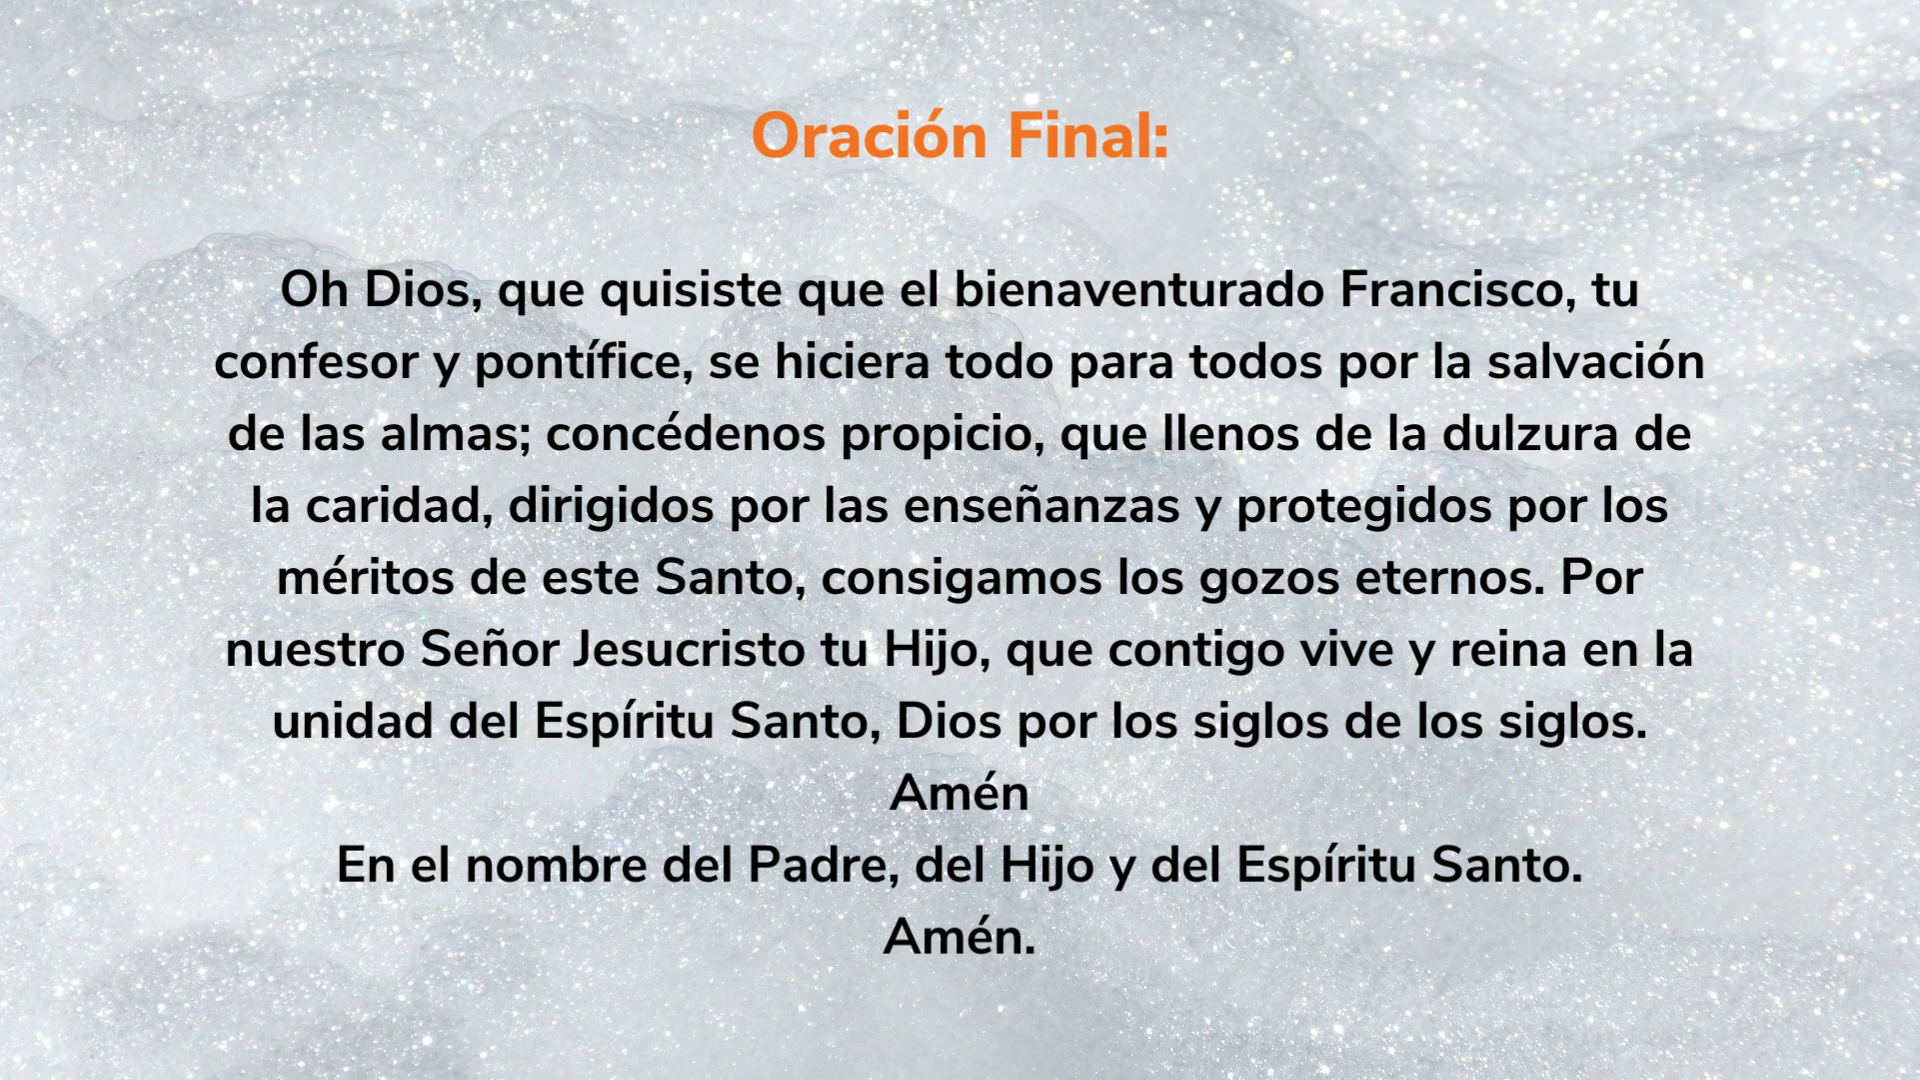 Oración Final:
Oh Dios, que quisiste que el bienaventurado Francisco, tu
confesor y pontífice, se hiciera todo para todos por la salvación
de las almas; concédenos propicio, que llenos de la dulzura de
la caridad, dirigidos por las enseñanzas y protegidos por los
méritos de este Santo, consigamos los gozos eternos. Por
nuestro Señor Jesucristo tu Hijo, que contigo vive y reina en la
unidad del Espíritu Santo, Dios por los siglos de los siglos.
Amén
En el nombre del Padre, del Hijo y del Espíritu Santo.
Amén.